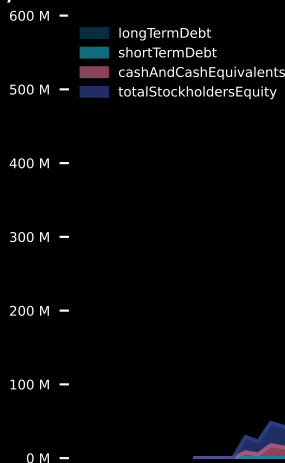 600 M
longTermDebt
shortTermDebt
cashAndCashEquivalents
totalStockholdersEquity
500 M
400 M
300 M
200 M
100 M
0 M